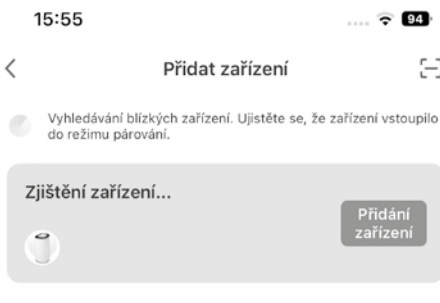 15:55
94
Přidat zařízení
Vyhledávání blízkých zařízení. Ujistěte se, že zařízení vstoupilo
do režimu párování.
Zjištění zařízení...
Přidání
zařízení